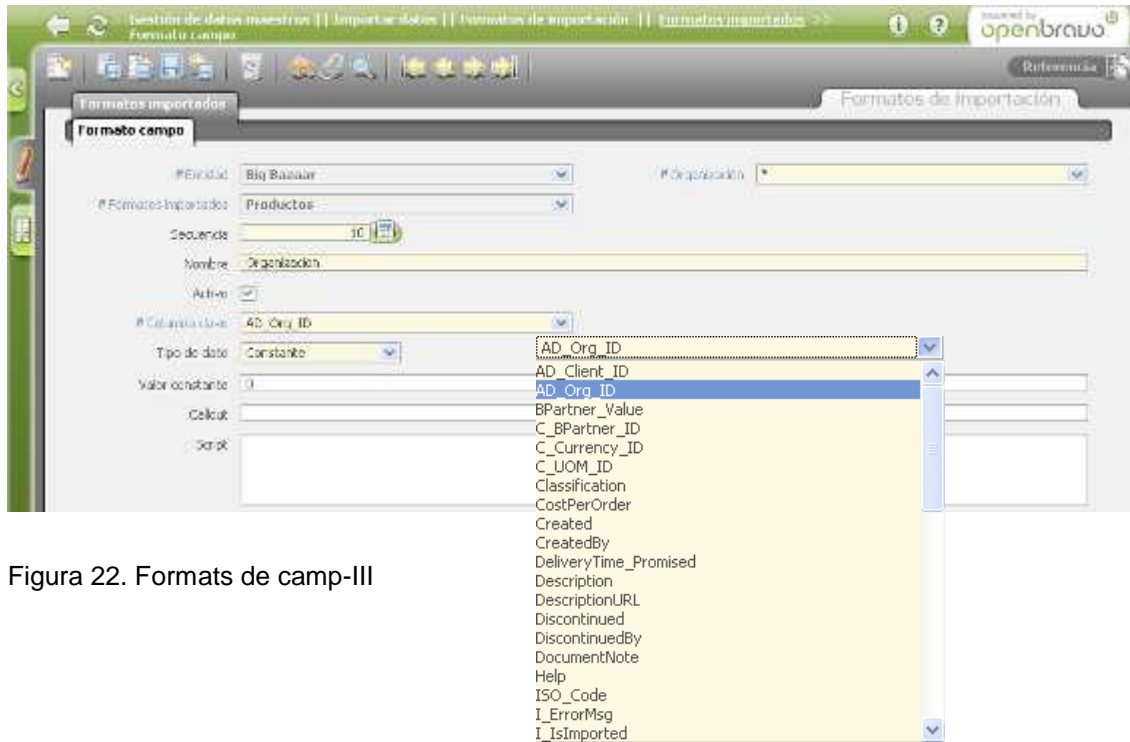 Gestión de datos maestros || Importar datos || Formatos de importación || Formatos importados >>
Formato campo
powered by
openbravo
Referencia
Formatos importados
Formatos de importación
Formato campo
Entidad Big Bazaar
Organización *
Formatos importados Productos
Secuencia 10
Nombre Organización
Activo
Columna clave AD_Org_ID
Tipo de dato Constante
Valor constante 0
Callout
Script
AD_Org_ID
AD_Client_ID
AD_Org_ID
BPartner_Value
C_BPartner_ID
C_Currency_ID
C_UOM_ID
Classification
CostPerOrder
Created
CreatedBy
DeliveryTime_Promised
Description
DescriptionURL
Discontinued
DiscontinuedBy
DocumentNote
Help
ISO_Code
I_ErrorMsg
I_IsImported
Figura 22. Formats de camp-III